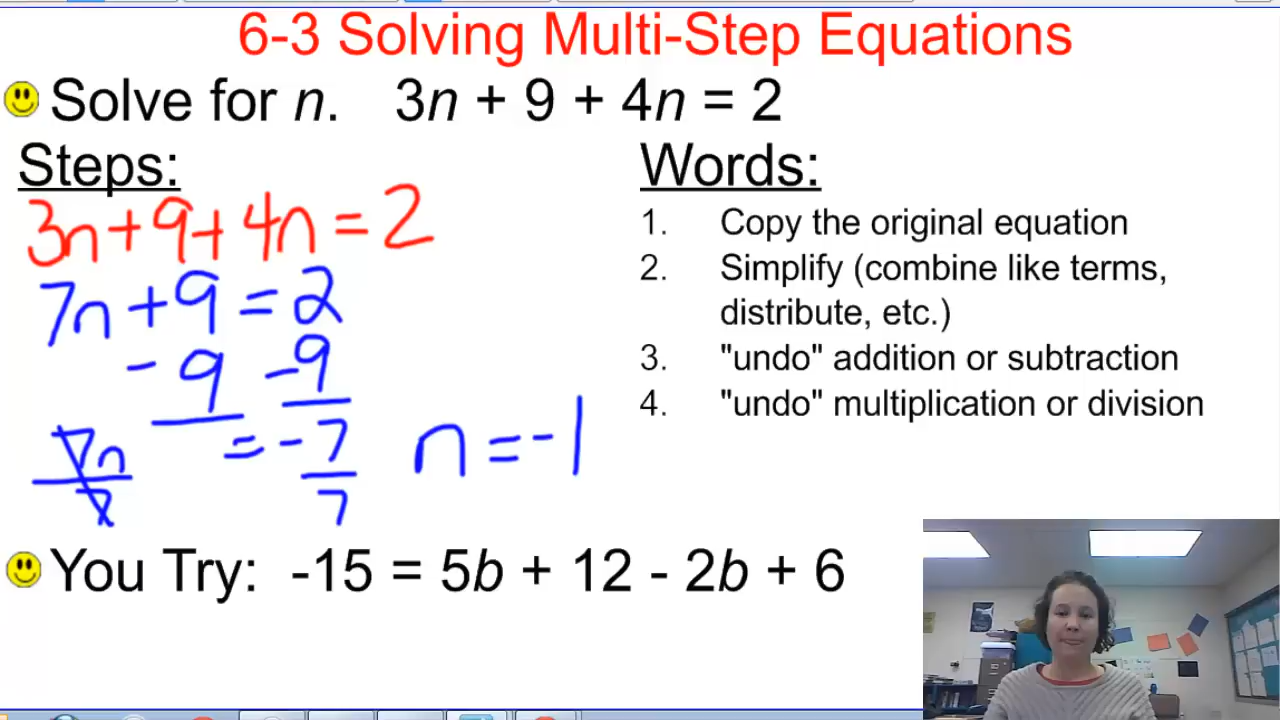 6-3 Solving Multi-Step Equations
Solve for n. 3n + 9 + 4n = 2
Steps:
3n+9+4n=2
7n+9=2
-9 -9
7n = -7 n=-1
7 7
Words:
1. Copy the original equation
2. Simplify (combine like terms,
distribute, etc.)
3. "undo" addition or subtraction
4. "undo" multiplication or division
You Try: -15 = 5b + 12 - 2b + 6